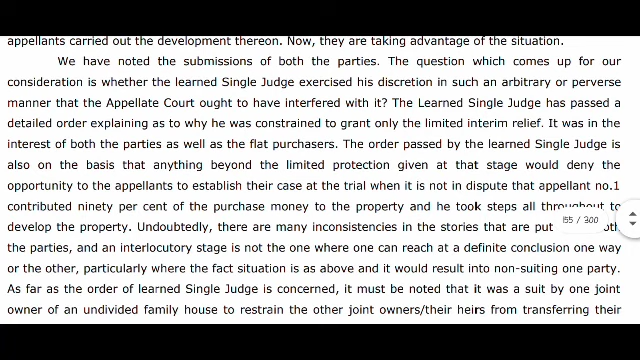 appellants carried out the development thereon. Now, they are taking advantage of the situation.
We have noted the submissions of both the parties. The question which comes up for our
consideration is whether the learned Single Judge exercised his discretion in such an arbitrary or perverse
manner that the Appellate Court ought to have interfered with it? The Learned Single Judge has passed a
detailed order explaining as to why he was constrained to grant only the limited interim relief. It was in the
interest of both the parties as well as the flat purchasers. The order passed by the learned Single Judge is
also on the basis that anything beyond the limited protection given at that stage would deny the
opportunity to the appellants to establish their case at the trial when it is not in dispute that appellant no.1
contributed ninety per cent of the purchase money to the property and he took steps all throughout to
155 / 300
develop the property. Undoubtedly, there are many inconsistencies in the stories that are put
the parties, and an interlocutory stage is not the one where one can reach at a definite conclusion one way
or the other, particularly where the fact situation is as above and it would result into non-suiting one party.
As far as the order of learned Single Judge is concerned, it must be noted that it was a suit by one joint
owner of an undivided family house to restrain the other joint owners/their heirs from transferring their